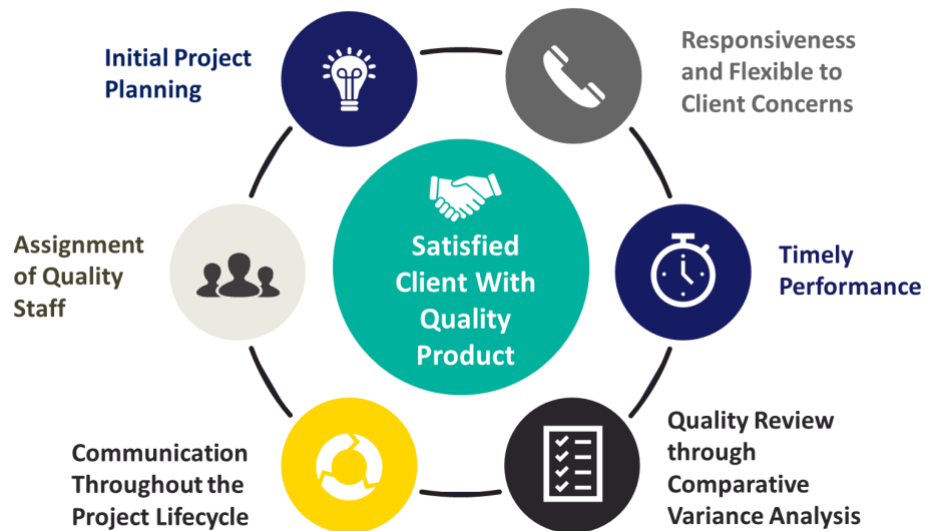 Initial Project
Planning
Responsiveness
and Flexible to
Client Concerns
Satisfied
Client With
Quality
Product
Assignment
of Quality
Staff
Timely
Performance
Communication
Throughout the
Project Lifecycle
Quality Review
through
Comparative
Variance Analysis